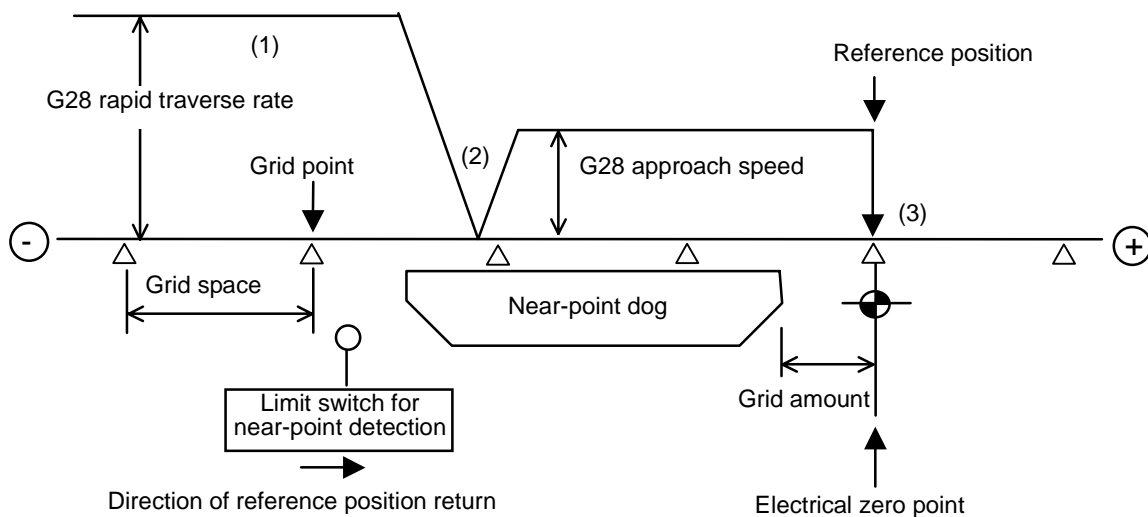 (1)
Reference position
G28 rapid traverse rate
(2)
G28 approach speed
Grid point
(3)
-
+
Grid space
Near-point dog
Limit switch for
near-point detection
Grid amount
Direction of reference position return
Electrical zero point